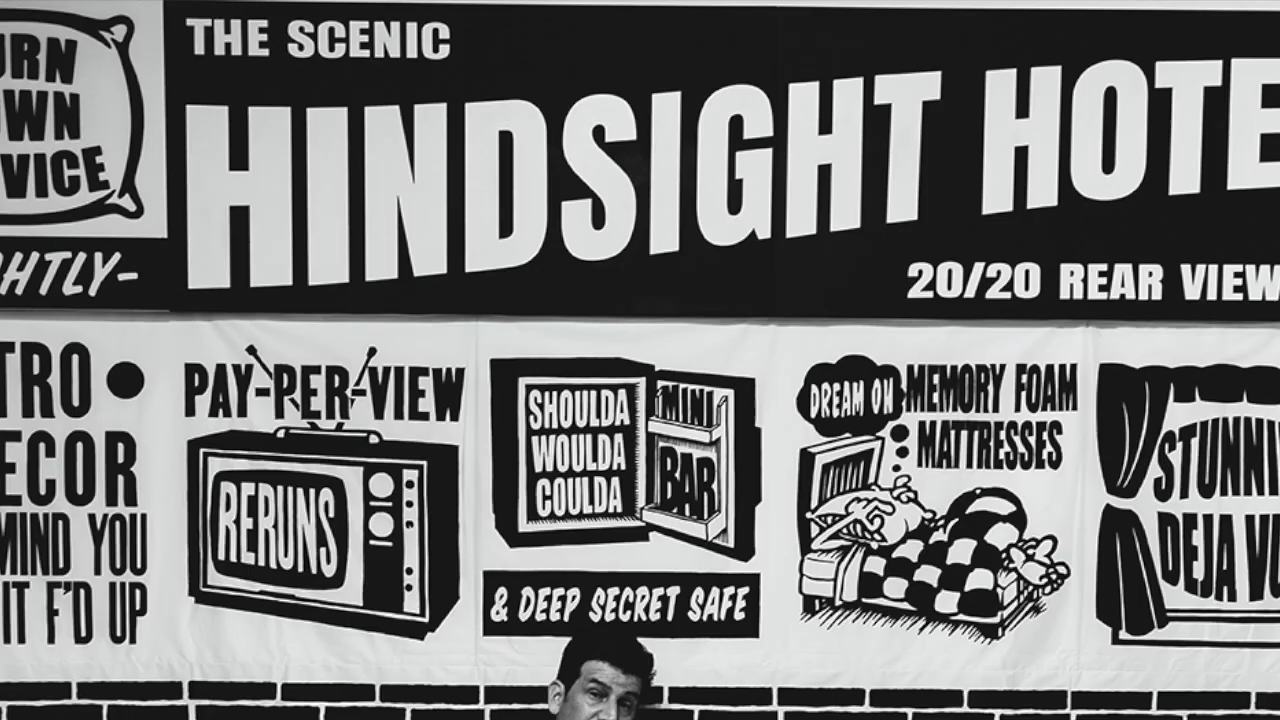 THE SCENIC
HINDSIGHT HOTE
20/20 REAR VIEW
URN
OWN
VICE
HTLY-
TRO
ECOR
MIND YOU
IT F'D UP
PAY-PER-VIEW
RERUNS
SHOULDA
WOULDA
COULDA
MINI
BAR
& DEEP SECRET SAFE
DREAM ON
MEMORY FOAM
MATTRESSES
STUNNI
DEJA VU